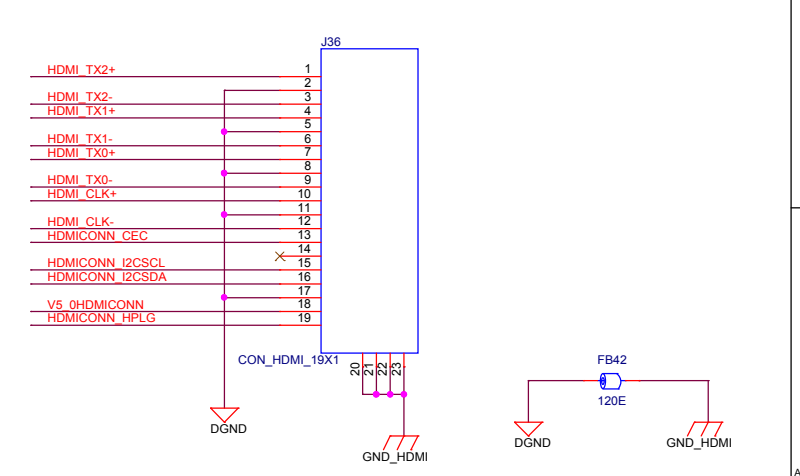 J36
HDMI_TX2+ 1
2
HDMI_TX2- 3
HDMI_TX1+ 4
5
HDMI_TX1- 6
HDMI_TX0+ 7
8
HDMI_TX0- 9
HDMI_CLK+ 10
11
HDMI_CLK- 12
HDMICONN_CEC 13
14
HDMICONN_I2CSCL 15
HDMICONN_I2CSDA 16
17
V5_0HDMICONN 18
HDMICONN_HPLG 19
CON_HDMI_19X1
20
21
22
23
DGND
GND_HDMI
FB42
120E
DGND
GND_HDMI
A